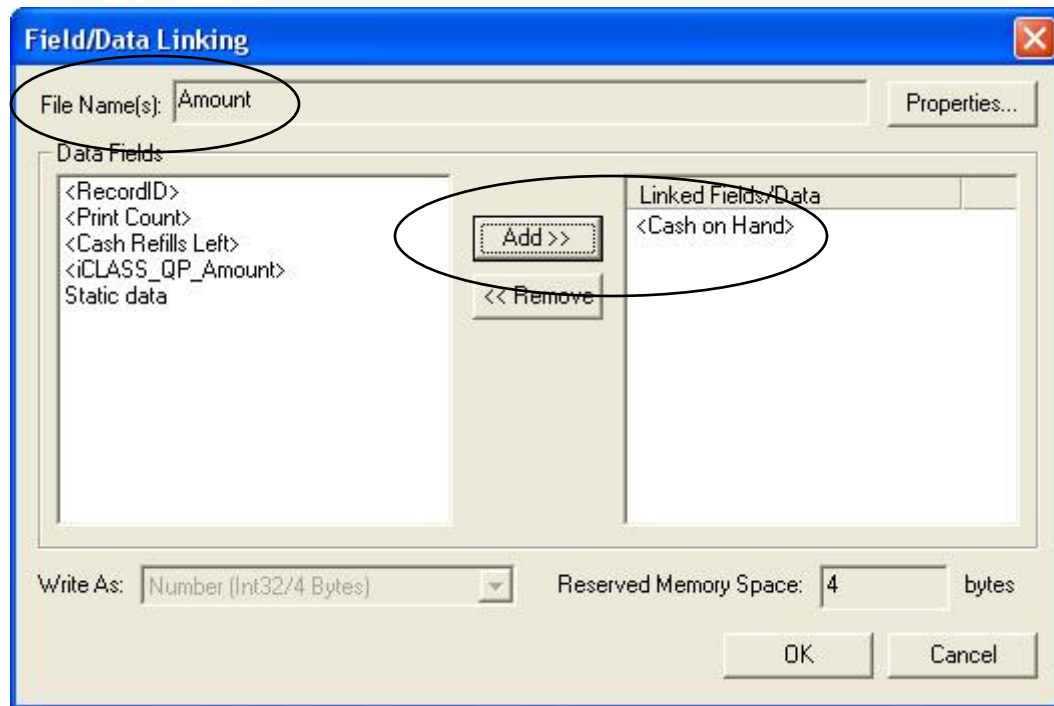 Field/Data Linking
File Name(s): Amount
Properties...
Data Fields
<RecordID>
<Print Count>
<Cash Refills Left>
<iCLASS_QP_Amount>
Static data
Add >>
<< Remove
Linked Fields/Data
<Cash on Hand>
Write As: Number (Int32/4 Bytes)
Reserved Memory Space: 4 bytes
OK
Cancel